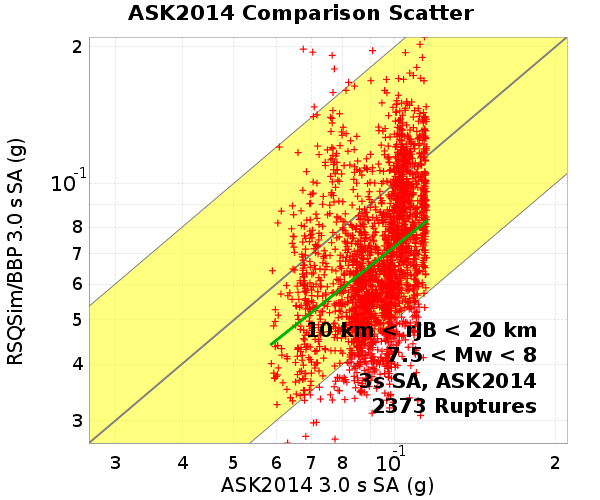 ASK2014 Comparison Scatter
RSQSim/BBP 3.0 s SA (g)
2
10-1
8
7
6
5
4
3
10 km < rJB < 20 km
7.5 < Mw < 8
3s SA, ASK2014
2373 Ruptures
3 4 5 6 7 8 10-1 2
ASK2014 3.0 s SA (g)